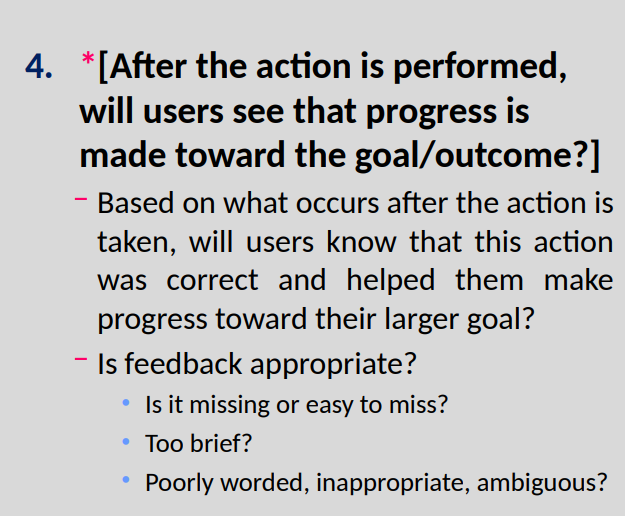 4. *[After the action is performed,
will users see that progress is
made toward the goal/outcome?]
– Based on what occurs after the action is
taken, will users know that this action
was correct and helped them make
progress toward their larger goal?
– Is feedback appropriate?
• Is it missing or easy to miss?
• Too brief?
• Poorly worded, inappropriate, ambiguous?